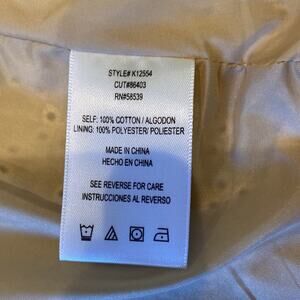 STYLE# K12554
CUT#86403
RN#58539
SELF: 100% COTTON / ALGODON
LINING: 100% POLYESTER/ POLIESTER
MADE IN CHINA
HECHO EN CHINA
SEE REVERSE FOR CARE
INSTRUCTIONES AL REVERSO